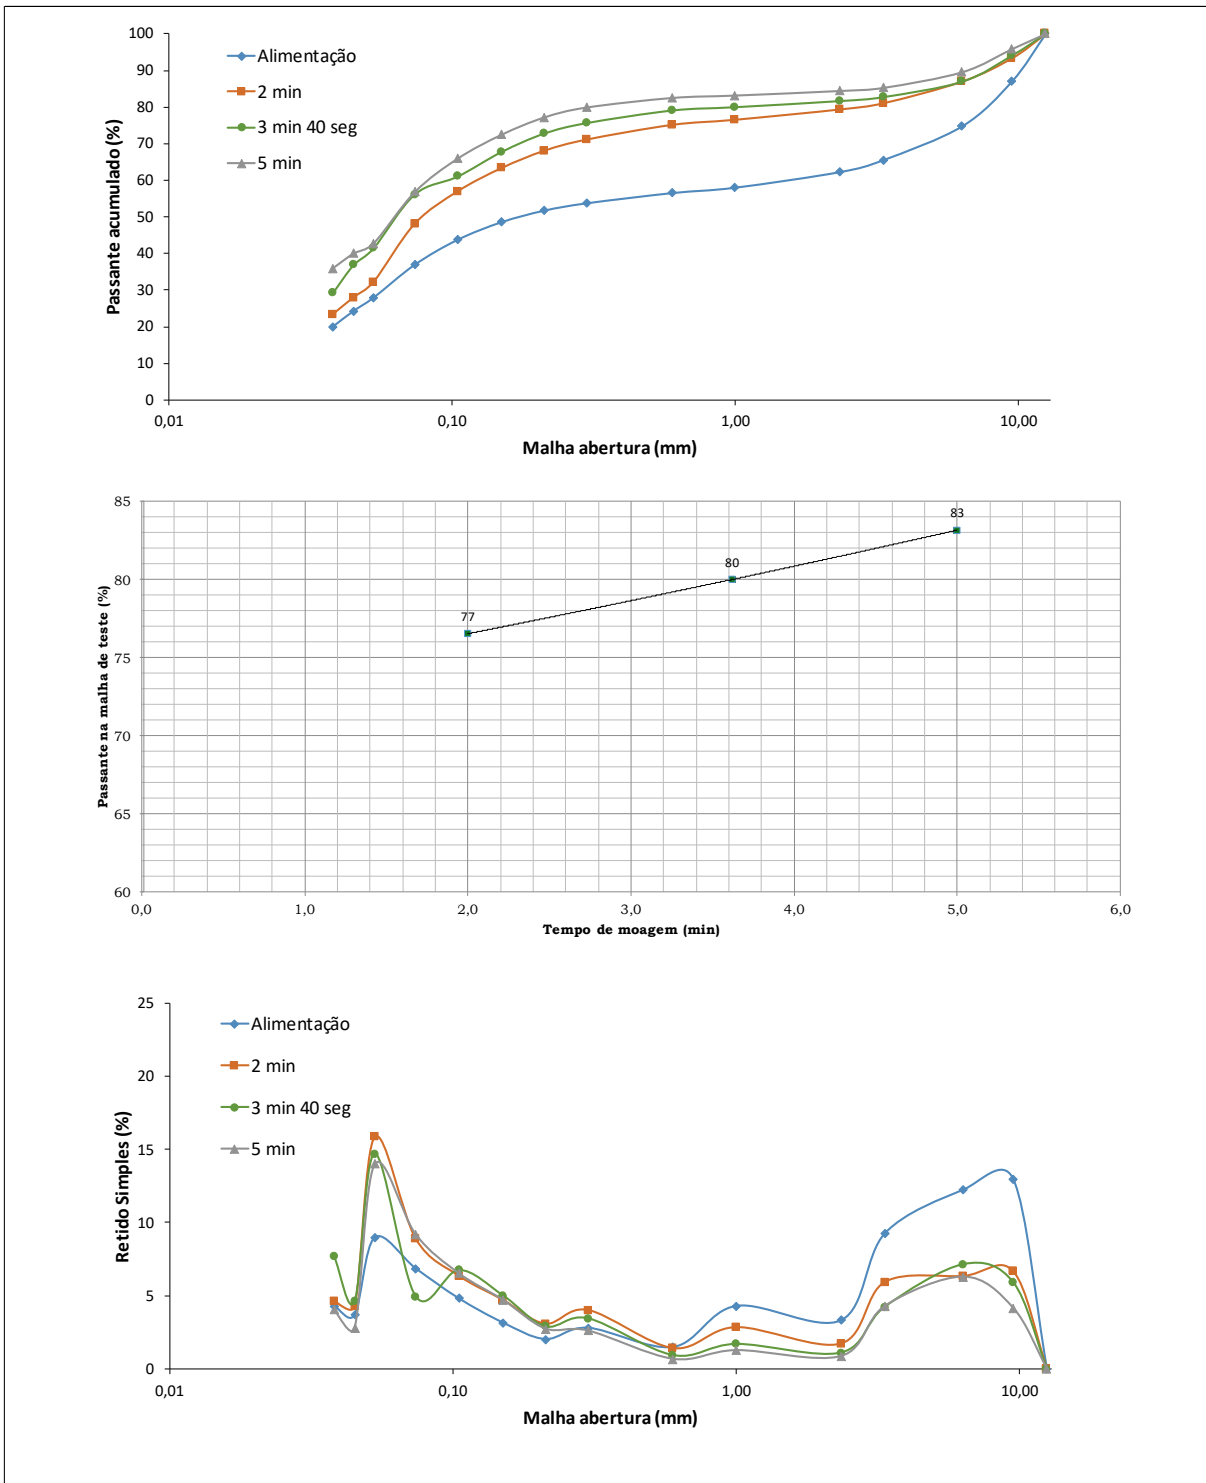 100
90
80
70
60
50
40
30
20
10
0
Passante acumulado (%)
Alimentação
2 min
3 min 40 seg
5 min
0,01
0,10
1,00
10,00
Malha abertura (mm)
85
80
75
70
65
60
Passante na malha de teste (%)
77
80
83
0,0
1,0
2,0
3,0
4,0
5,0
6,0
Tempo de moagem (min)
25
20
15
10
5
0
Retido Simples (%)
Alimentação
2 min
3 min 40 seg
5 min
0,01
0,10
1,00
10,00
Malha abertura (mm)